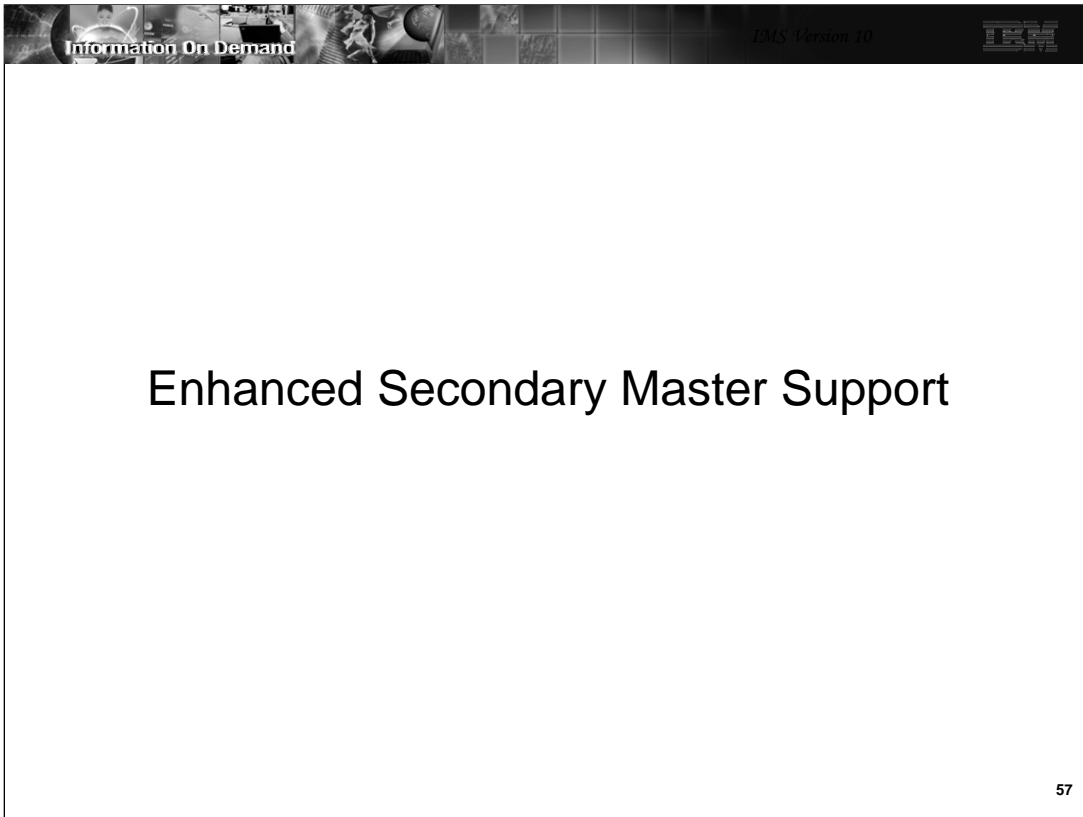 Information On Demand
IMS Version 10
IBM
Enhanced Secondary Master Support
57